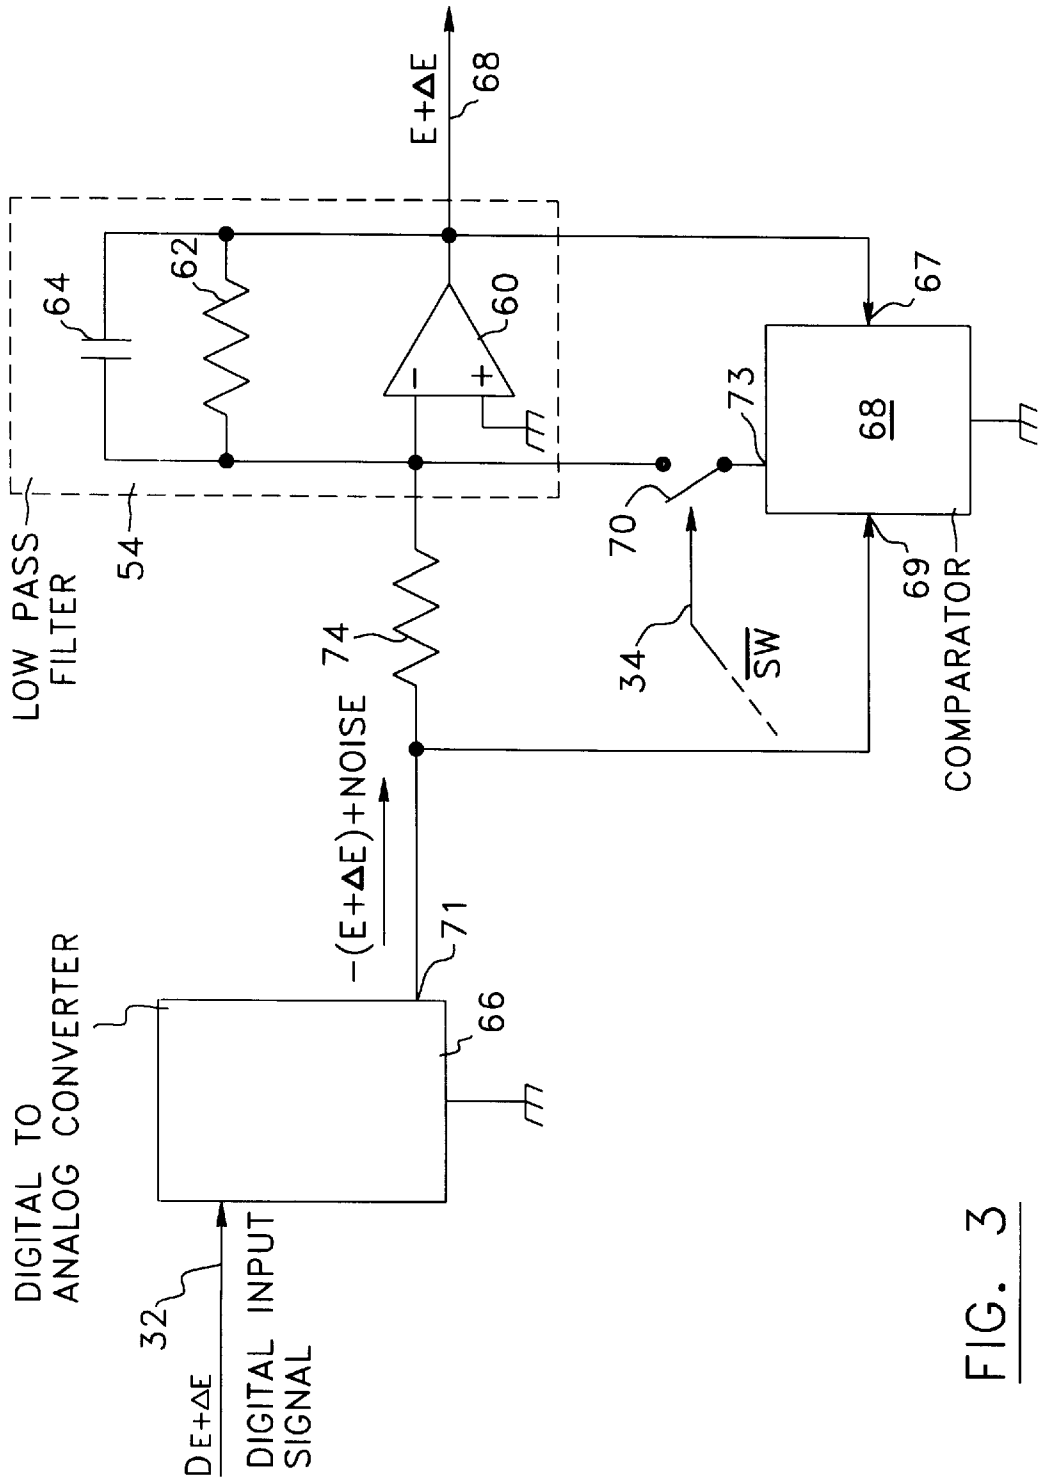 LOW PASS
FILTER
54
64
62
60
E+ΔE
68
74
-(E+ΔE)+NOISE
71
66
DIGITAL TO
ANALOG CONVERTER
32
DE+ΔE
DIGITAL INPUT
SIGNAL
-
+
70
34
SW
73
67
68
69
COMPARATOR
FIG. 3